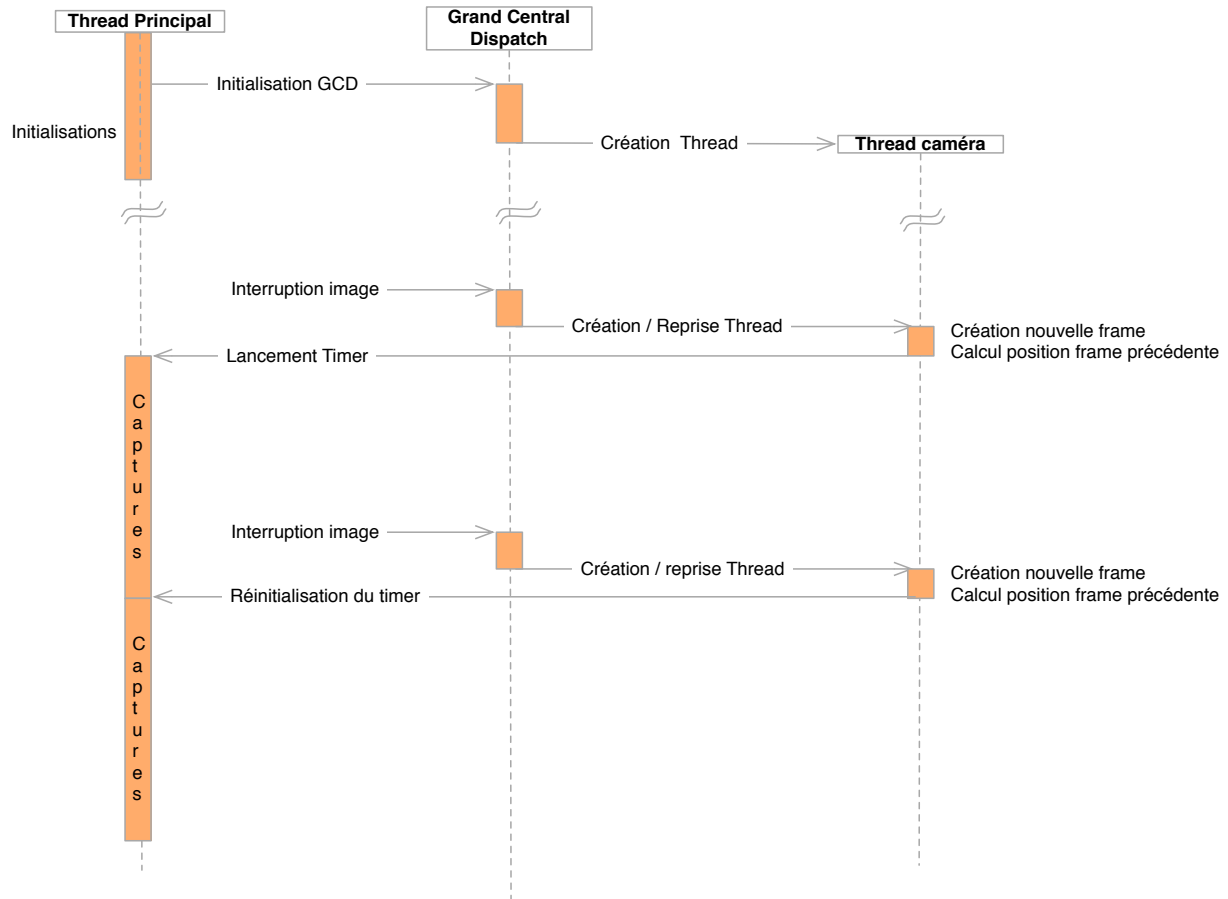 Thread Principal
Grand Central
Dispatch
Initialisation GCD
Initialisations
Création Thread
Thread caméra
Interruption image
Création / Reprise Thread
Création nouvelle frame
Calcul position frame précédente
Lancement Timer
Captures
Interruption image
Création / reprise Thread
Création nouvelle frame
Calcul position frame précédente
Réinitialisation du timer
Captures